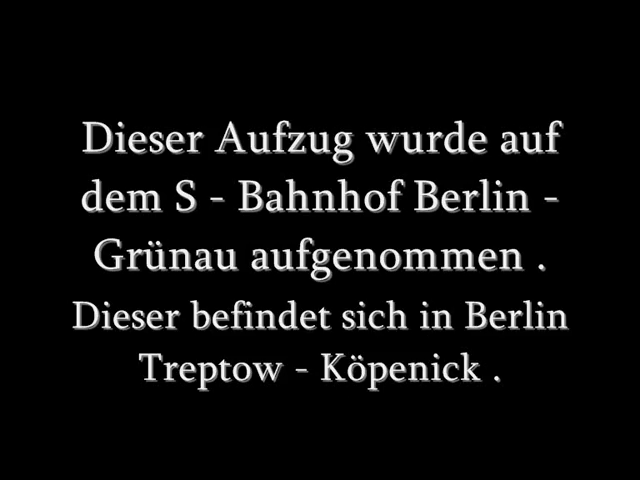 Dieser Aufzug wurde auf
dem S - Bahnhof Berlin -
Grünau aufgenommen .
Dieser befindet sich in Berlin
Treptow - Köpenick .